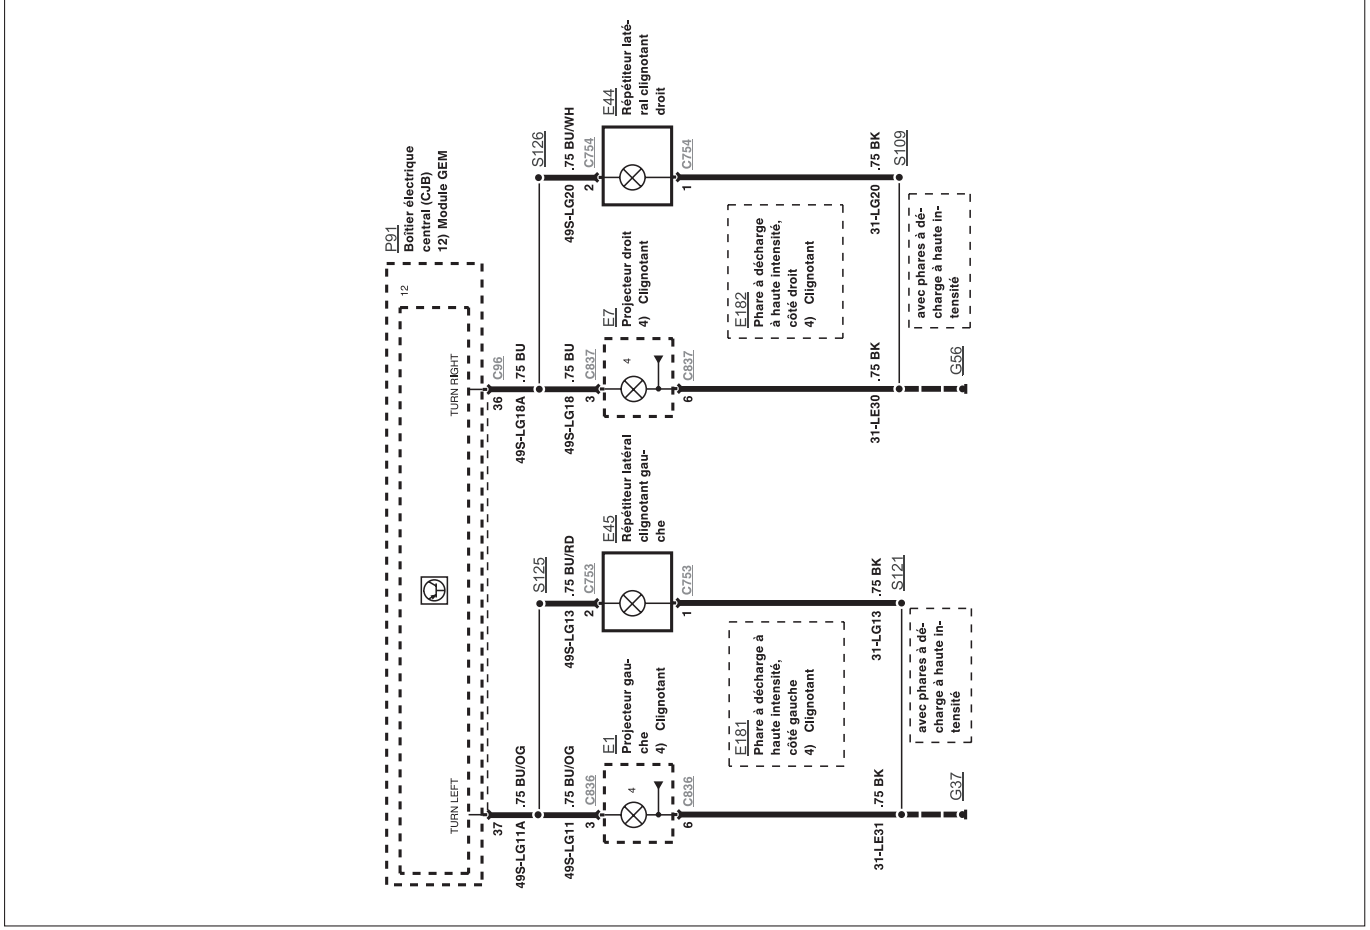 P91
Boîtier électrique
central (CJB)
12) Module GEM
12
TURN LEFT
TURN RIGHT
37
36
C96
49S-LG11A
.75 BU/OG
49S-LG18A
.75 BU
S125
S126
49S-LG11
.75 BU/OG
49S-LG13
.75 BU/RD
49S-LG18
.75 BU
49S-LG20
.75 BU/WH
3
C836
2
C753
3
C837
2
C754
E1
Projecteur gau-
che
4) Clignotant
4
E45
Répétiteur latéral
clignotant gau-
che
E7
Projecteur droit
4) Clignotant
4
E44
Répétiteur laté-
ral clignotant
droit
6
C836
1
C753
6
C837
1
C754
E181
Phare à décharge à
haute intensité,
côté gauche
4) Clignotant
E182
Phare à décharge
à haute intensité,
côté droit
4) Clignotant
31-LE31
.75 BK
31-LG13
.75 BK
31-LE30
.75 BK
31-LG20
.75 BK
S121
S109
avec phares à dé-
charge à haute in-
tensité
avec phares à dé-
charge à haute in-
tensité
G37
G56